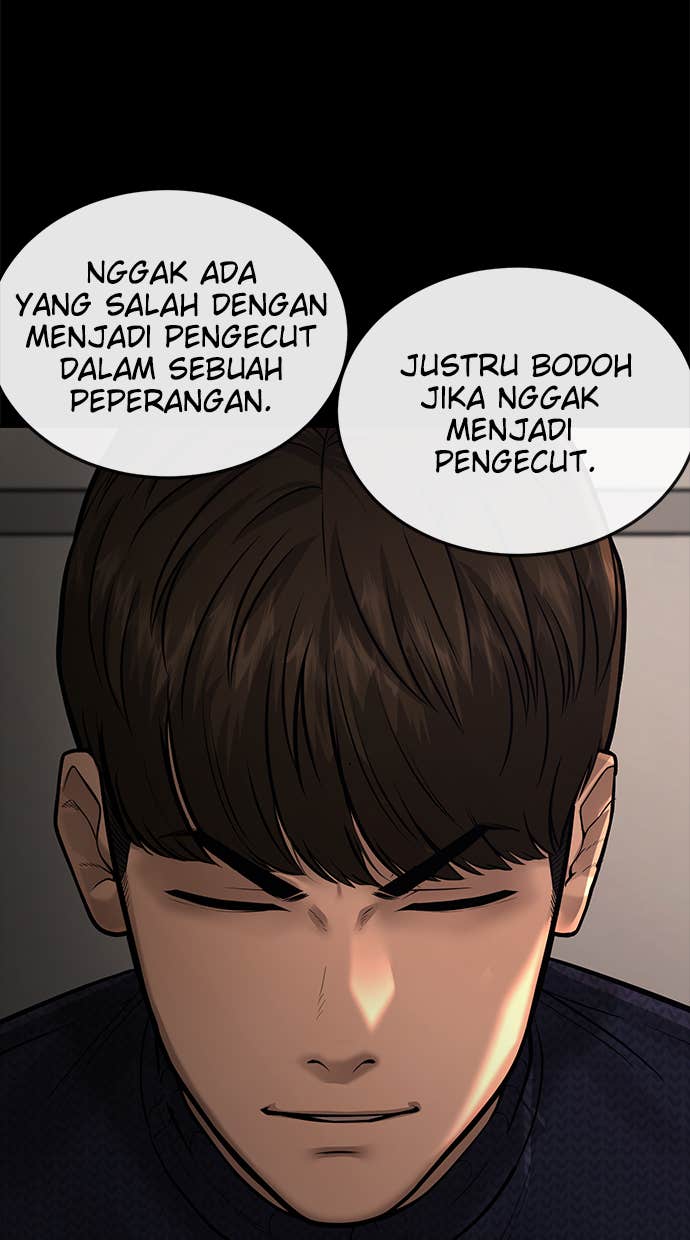 NGGAK ADA
YANG SALAH DENGAN
MENJADI PENGECUT
DALAM SEBUAH
PEPERANGAN.
JUSTRU BODOH
JIKA NGGAK
MENJADI
PENGECUT.